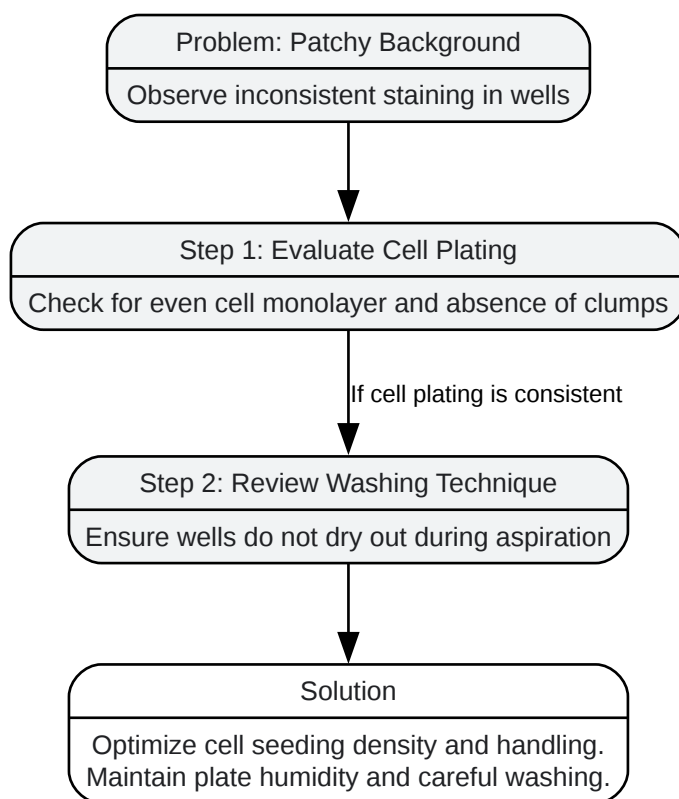 Problem: Patchy Background
Observe inconsistent staining in wells
Step 1: Evaluate Cell Plating
Check for even cell monolayer and absence of clumps
If cell plating is consistent
Step 2: Review Washing Technique
Ensure wells do not dry out during aspiration
Solution
Optimize cell seeding density and handling.
Maintain plate humidity and careful washing.